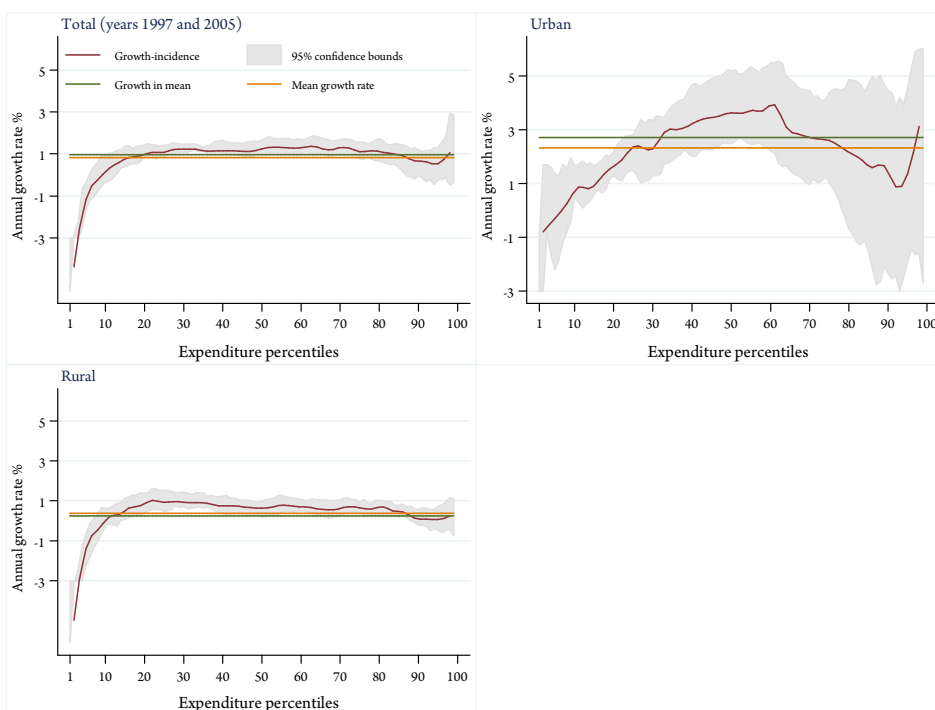 Total (years 1997 and 2005)
Growth-incidence
95% confidence bounds
Growth in mean
Mean growth rate
Annual growth rate %
5
3
1
-1
-3
1 10 20 30 40 50 60 70 80 90 100
Expenditure percentiles
Urban
Annual growth rate %
5
3
1
-1
-3
1 10 20 30 40 50 60 70 80 90 100
Expenditure percentiles
Rural
Annual growth rate %
5
3
1
-1
-3
1 10 20 30 40 50 60 70 80 90 100
Expenditure percentiles